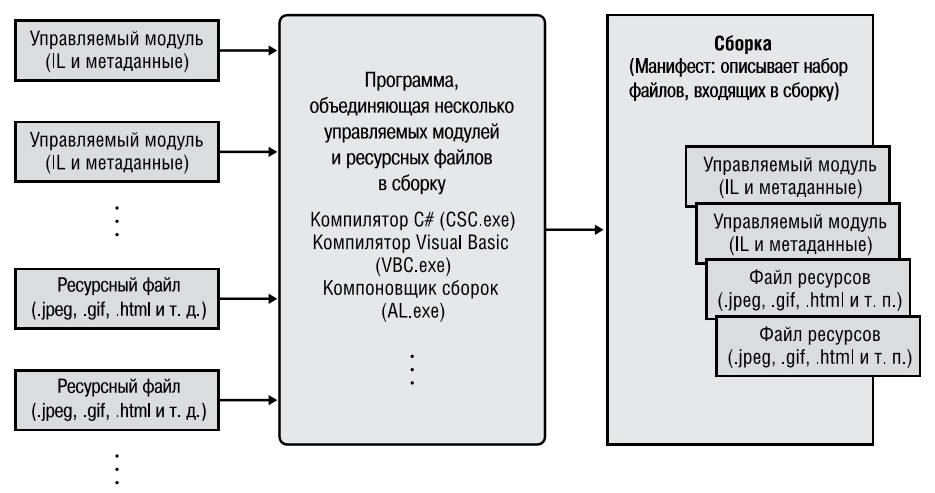 Управляемый модуль
(IL и метаданные)
Управляемый модуль
(IL и метаданные)
Ресурсный файл
(.jpeg, .gif, .html и т. д.)
Ресурсный файл
(.jpeg, .gif, .html и т. д.)
Программа,
объединяющая несколько
управляемых модулей
и ресурсных файлов
в сборку
Компилятор C# (CSC.exe)
Компилятор Visual Basic
(VBC.exe)
Компоновщик сборок
(AL.exe)
Сборка
(Манифест: описывает набор
файлов, входящих в сборку)
Управляемый модуль
(IL и метаданные)
Управляемый модуль
(IL и метаданные)
Файл ресурсов
(.jpeg, .gif, .html и т. п.)
Файл ресурсов
(.jpeg, .gif, .html и т. п.)